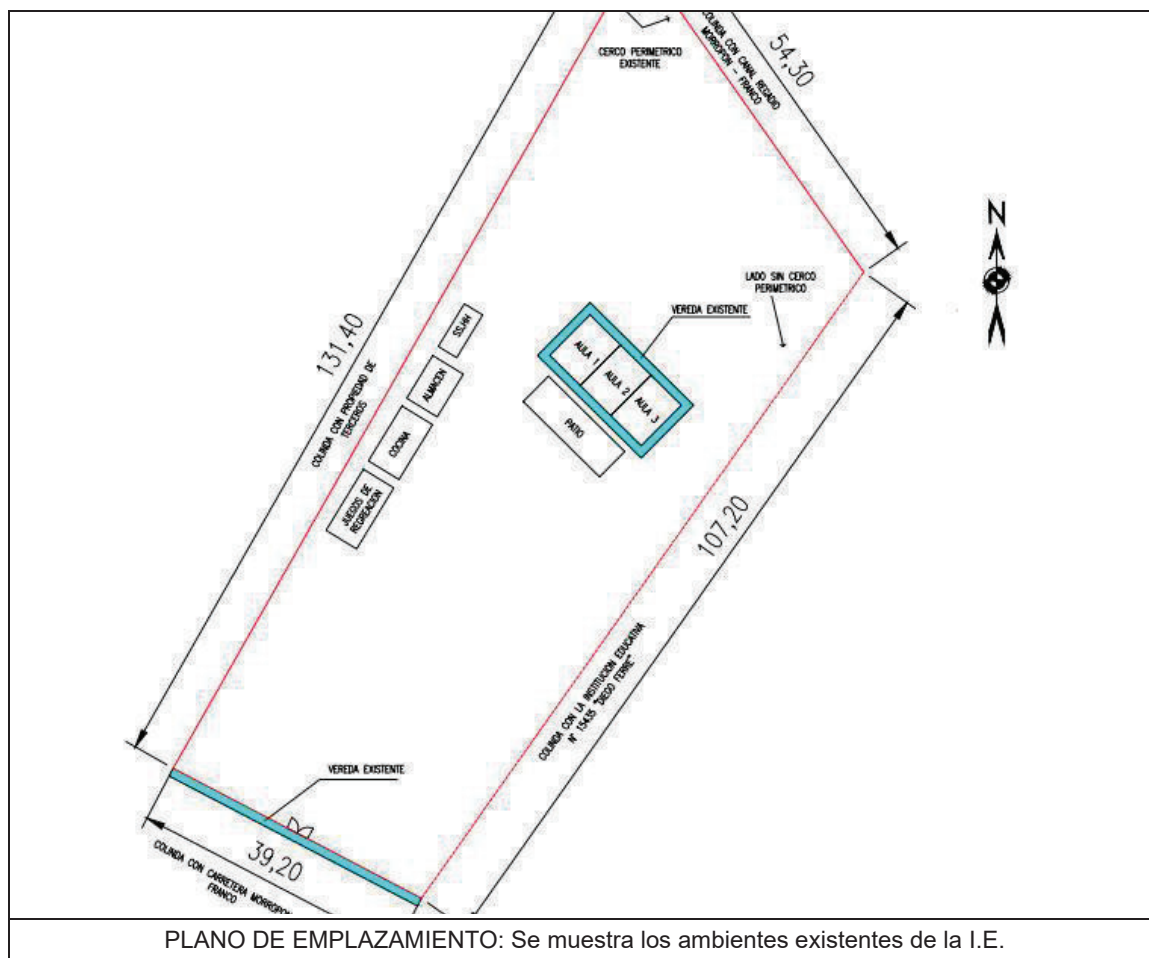 COLINDA CON CANAL REGADIO
MORROPON - FRANCO
54,30
CERCO PERIMETRICO
EXISTENTE
N
LADO SIN CERCO
PERIMETRICO
VEREDA EXISTENTE
131,40
COLINDA CON PROPIEDAD DE
TERCEROS
SS.HH
ALMACEN
COCINA
JUEGOS DE
RECREACION
AULA 1
AULA 2
AULA 3
PATIO
107,20
COLINDA CON LA INSTITUCION EDUCATIVA
N° 15435 "DIEGO FERRE"
VEREDA EXISTENTE
39,20
COLINDA CON CARRETERA MORROPON
FRANCO
PLANO DE EMPLAZAMIENTO: Se muestra los ambientes existentes de la I.E.